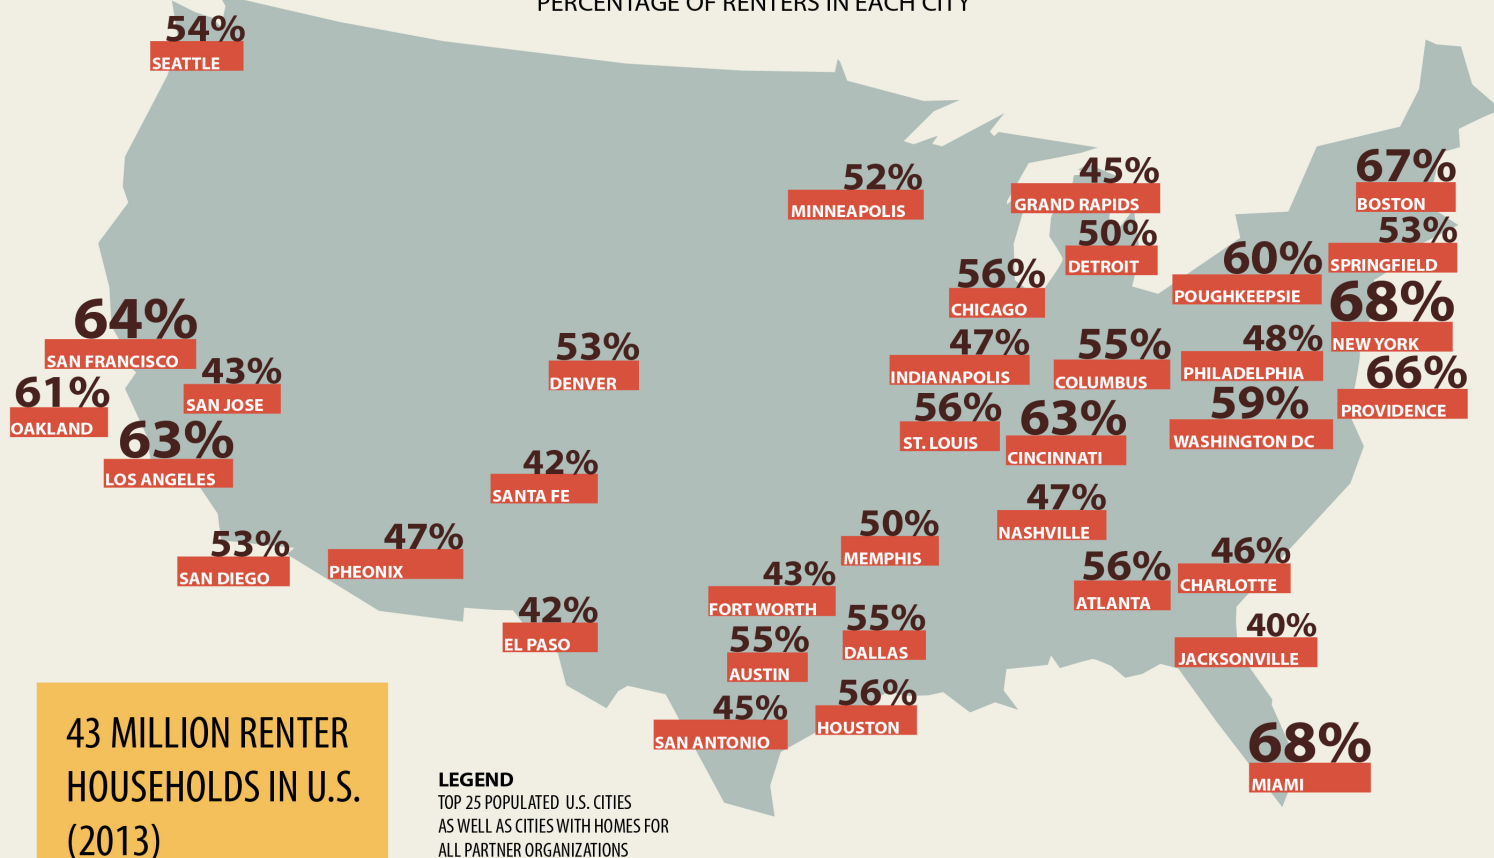 PERCENTAGE OF RENTERS IN EACH CITY
54%
SEATTLE
52%
MINNEAPOLIS
45%
GRAND RAPIDS
67%
BOSTON
50%
DETROIT
53%
SPRINGFIELD
60%
POUGHKEEPSIE
56%
CHICAGO
68%
NEW YORK
64%
SAN FRANCISCO
53%
DENVER
47%
INDIANAPOLIS
55%
COLUMBUS
48%
PHILADELPHIA
43%
SAN JOSE
66%
PROVIDENCE
61%
OAKLAND
56%
ST. LOUIS
63%
CINCINNATI
59%
WASHINGTON DC
63%
LOS ANGELES
42%
SANTA FE
47%
NASHVILLE
53%
SAN DIEGO
47%
PHEONIX
50%
MEMPHIS
56%
ATLANTA
46%
CHARLOTTE
43%
FORT WORTH
42%
EL PASO
55%
DALLAS
55%
AUSTIN
40%
JACKSONVILLE
56%
HOUSTON
45%
SAN ANTONIO
68%
MIAMI
43 MILLION RENTER
HOUSEHOLDS IN U.S.
(2013)
LEGEND
TOP 25 POPULATED U.S. CITIES
AS WELL AS CITIES WITH HOMES FOR
ALL PARTNER ORGANIZATIONS